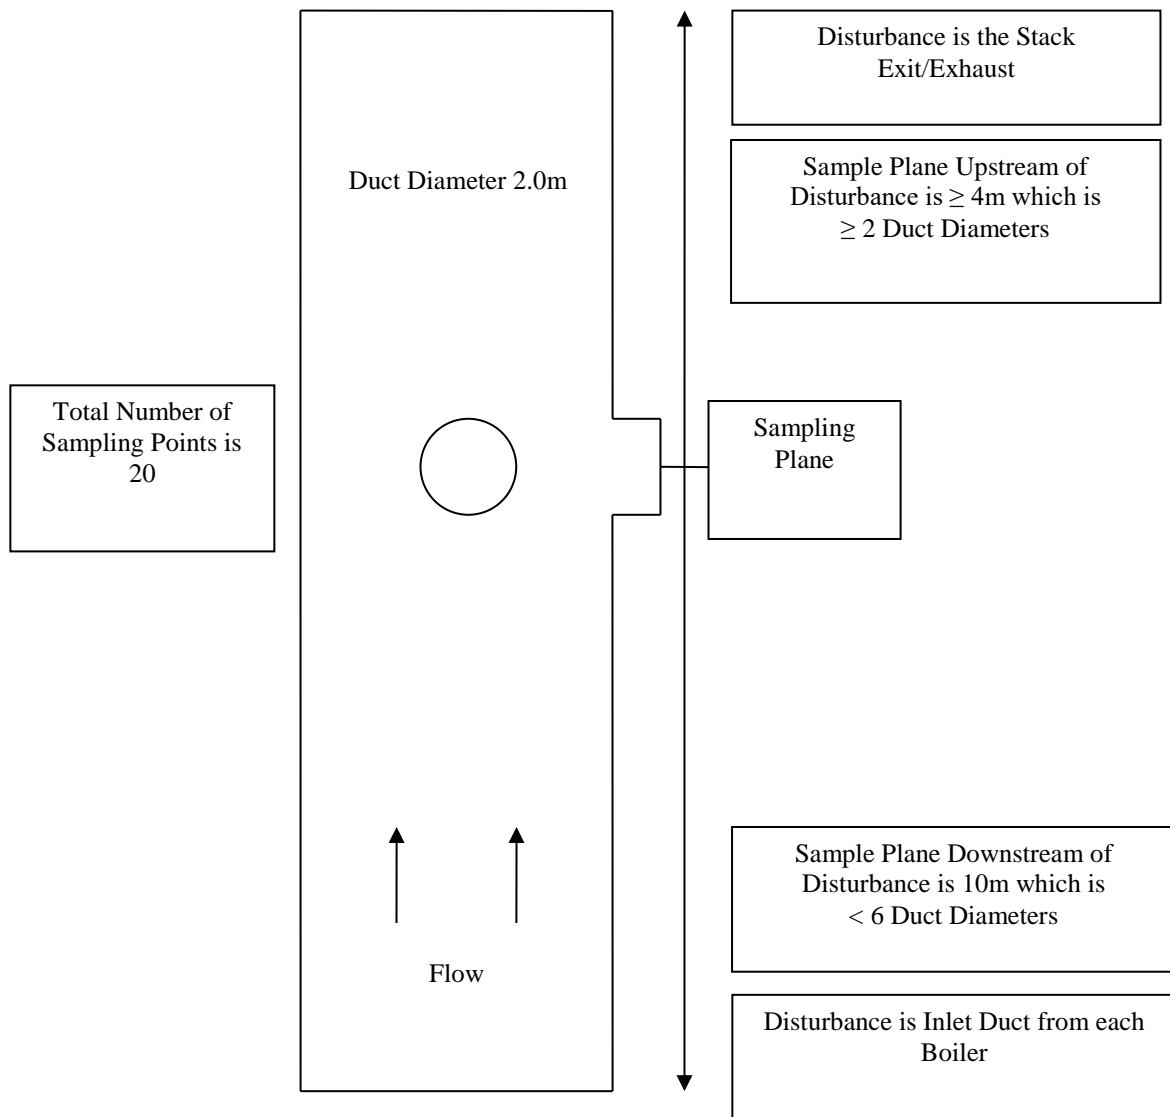 Disturbance is the Stack
Exit/Exhaust
Duct Diameter 2.0m
Sample Plane Upstream of
Disturbance is ≥ 4m which is
≥ 2 Duct Diameters
Total Number of
Sampling Points is
20
Sampling
Plane
Sample Plane Downstream of
Disturbance is 10m which is
< 6 Duct Diameters
Flow
Disturbance is Inlet Duct from each
Boiler